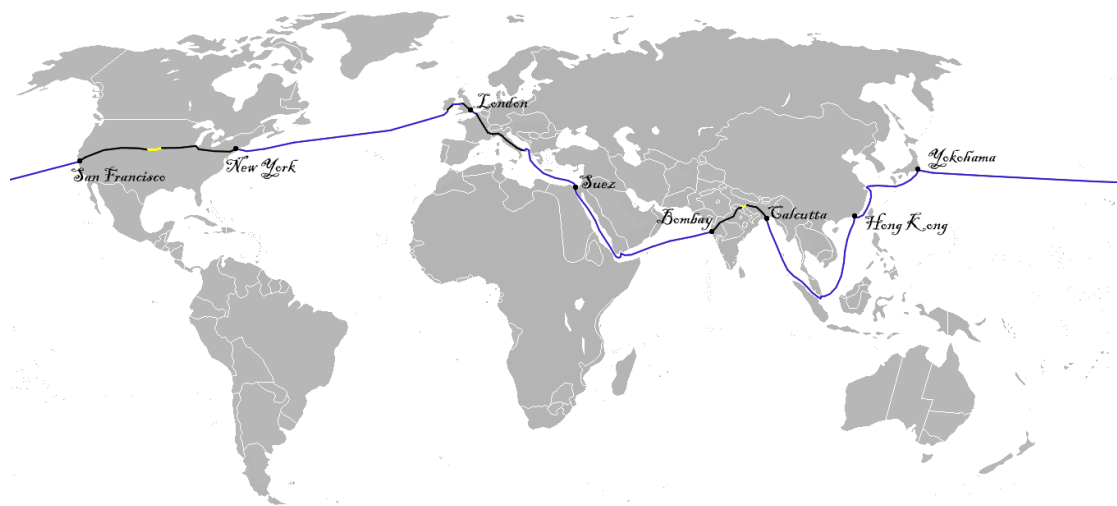 London
New York
San Francisco
Suez
Yokohama
Bombay
Calcutta
Hong Kong